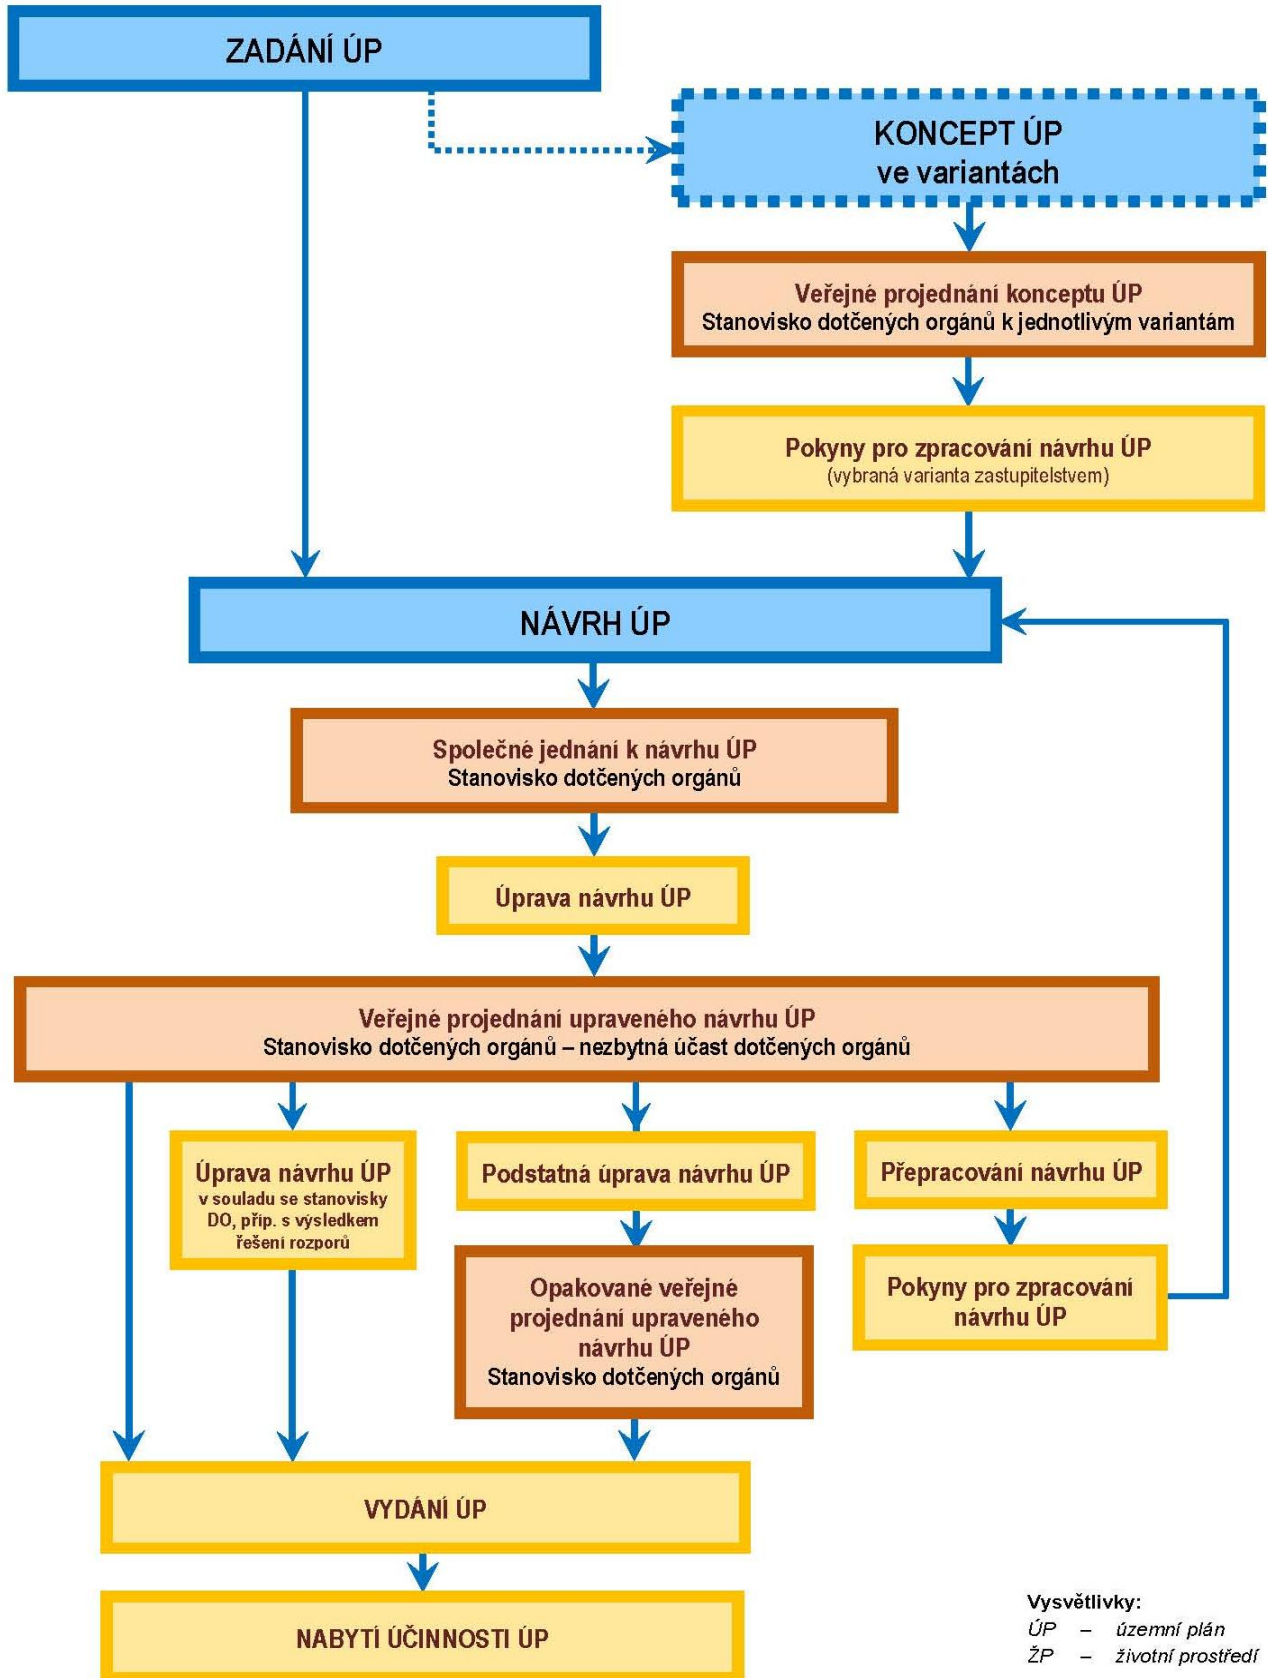 ZADÁNÍ ÚP
KONCEPT ÚP
ve variantách
Veřejné projednání konceptu ÚP
Stanovisko dotčených orgánů k jednotlivým variantám
Pokyny pro zpracování návrhu ÚP
(vybraná varianta zastupitelstvem)
NÁVRH ÚP
Společné jednání k návrhu ÚP
Stanovisko dotčených orgánů
Úprava návrhu ÚP
Veřejné projednání upraveného návrhu ÚP
Stanovisko dotčených orgánů – nezbytná účast dotčených orgánů
Úprava návrhu ÚP
v souladu se stanovisky
DO, příp. s výsledkem
řešení rozporů
Podstatná úprava návrhu ÚP
Přepracování návrhu ÚP
Opakované veřejné
projednání upraveného
návrhu ÚP
Stanovisko dotčených orgánů
Pokyny pro zpracování
návrhu ÚP
VYDÁNÍ ÚP
NABYTÍ ÚČINNOSTI ÚP
Vysvětlivky:
ÚP – územní plán
ŽP – životní prostředí